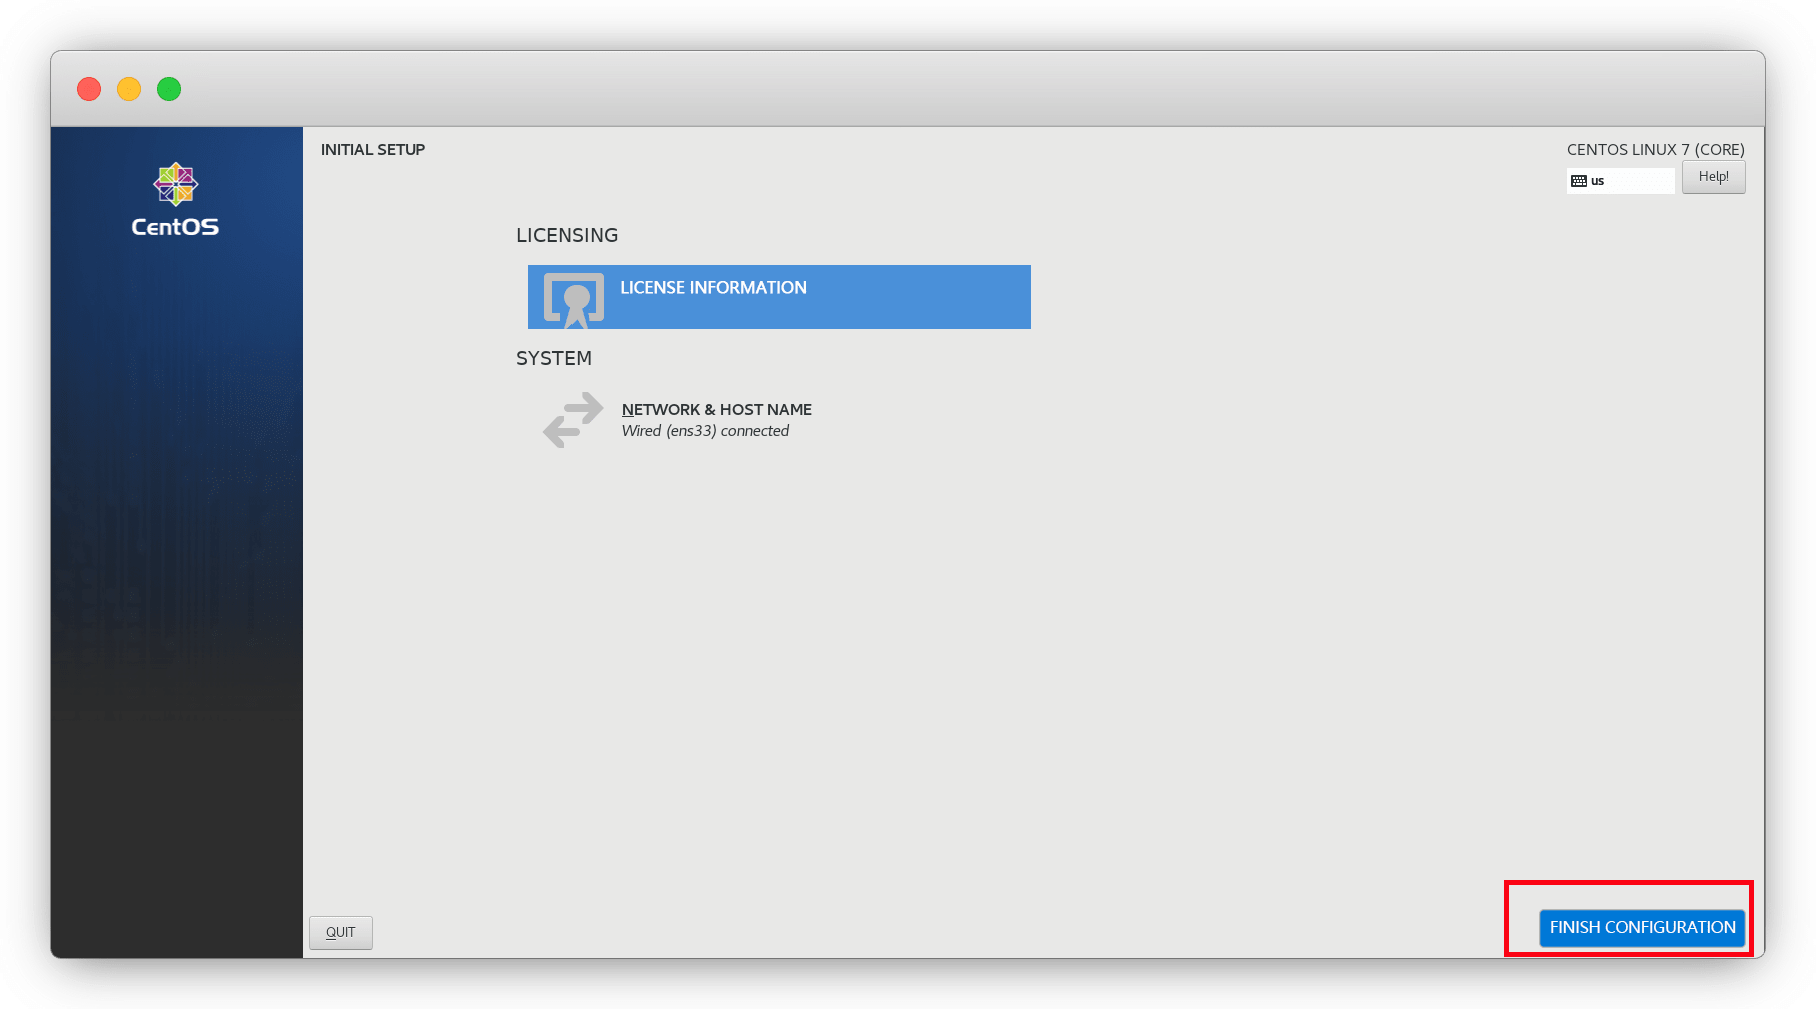 CentOS
INITIAL SETUP
CENTOS LINUX 7 (CORE)
us
Help!
LICENSING
LICENSE INFORMATION
SYSTEM
NETWORK & HOST NAME
Wired (ens33) connected
QUIT
FINISH CONFIGURATION